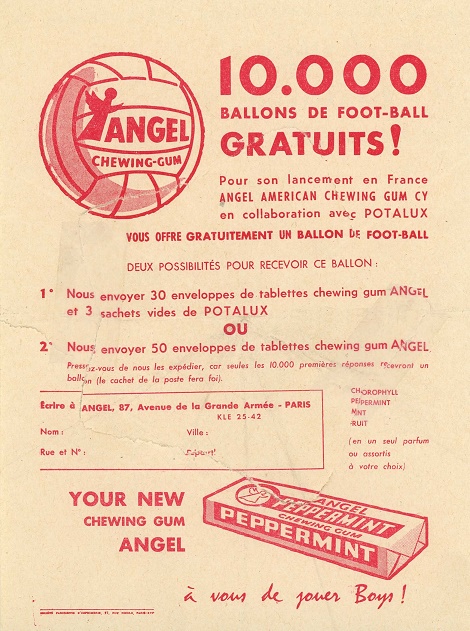 ANGEL
CHEWING-GUM
10.000
BALLONS DE FOOT-BALL
GRATUITS!
Pour son lancement en France
ANGEL AMERICAN CHEWING GUM CY
en collaboration avec POTALUX
VOUS OFFRE GRATUITEMENT UN BALLON DE FOOT-BALL
DEUX POSSIBILITÉS POUR RECEVOIR CE BALLON :
1° Nous envoyer 30 enveloppes de tablettes chewing gum ANGEL
et 3 sachets vides de POTALUX
OU
2° Nous envoyer 50 enveloppes de tablettes chewing gum ANGEL
Pressez-vous de nous les expédier, car seules les 10.000 premières réponses recevront un
ballon (le cachet de la poste fera foi).
Écrire à ANGEL, 87, Avenue de la Grande Armée - PARIS
KLE 25-42
Nom : Ville :
Rue et N° :
CHOROPHYLL
PEPPERMINT
MINT
FRUIT
(en un seul parfum
ou assortis
à votre choix)
YOUR NEW
CHEWING GUM
ANGEL
ANGEL
PEPPERMINT
CHEWING GUM
PEPPERMINT
à vous de jouer Boys !